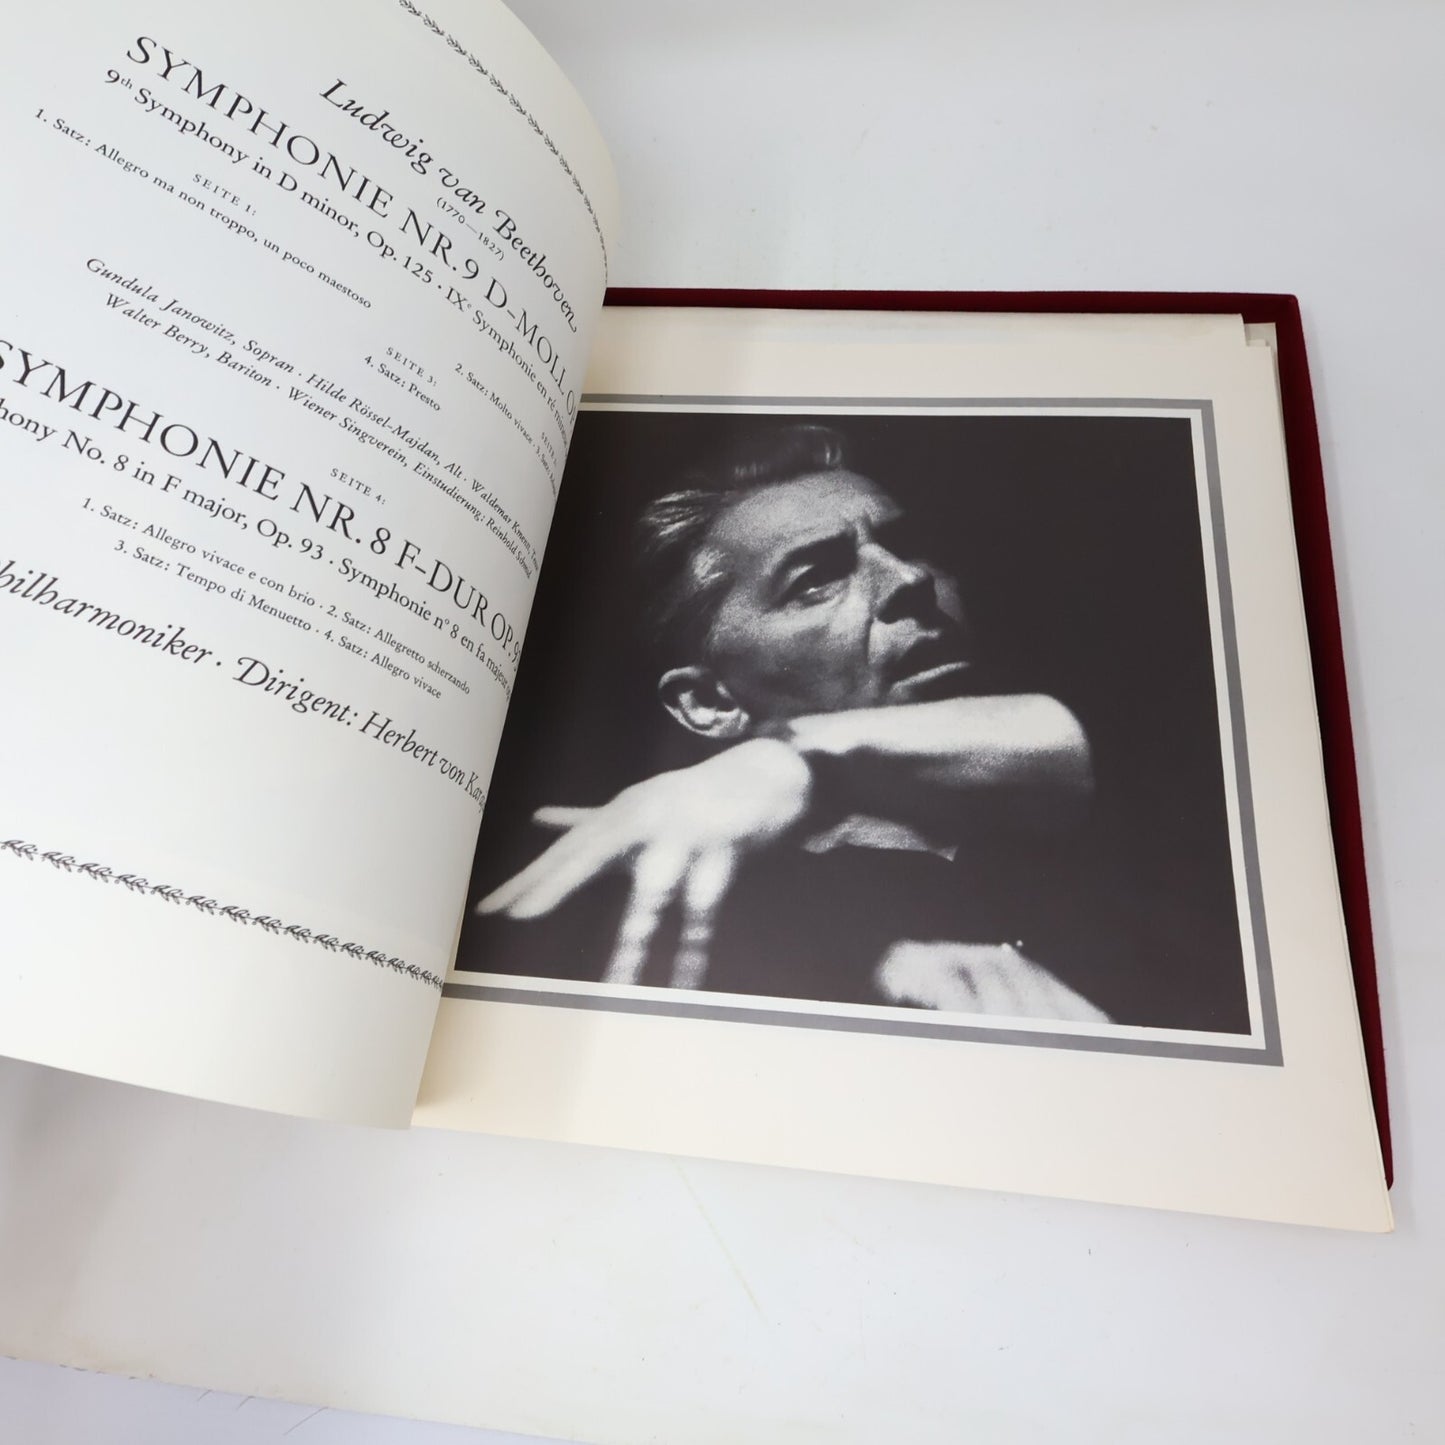 Ludwig van Beethoven
(1770—1827)
SYMPHONIE NR. 9 D-MOLL
9th Symphony in D minor, Op. 125 · IXe Symphonie en ré mineur
SEITE 1:
1. Satz: Allegro ma non troppo, un poco maestoso
2. Satz: Molto vivace · 3. Satz:
SEITE 3:
4. Satz: Presto
Gundula Janowitz, Sopran · Hilde Rössel-Majdan, Alt · Waldemar Kmentt,
Walter Berry, Bariton · Wiener Singverein, Einstudierung: Reinhold Schmid
SEITE 4:
SYMPHONIE NR. 8 F-DUR OP.
No. 8 in F major, Op. 93 · Symphonie n° 8 en fa majeur
1. Satz: Allegro vivace e con brio · 2. Satz: Allegretto scherzando
3. Satz: Tempo di Menuetto · 4. Satz: Allegro vivace
Dirigent: Herbert von